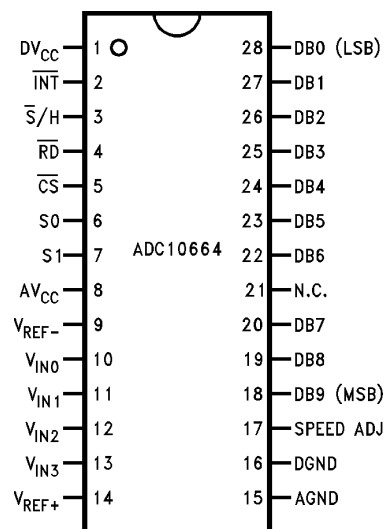 DVCC 1 28 DB0 (LSB)
INT 2 27 DB1
S/H 3 26 DB2
RD 4 25 DB3
CS 5 24 DB4
S0 6 23 DB5
S1 7 ADC10664 22 DB6
AVCC 8 21 N.C.
VREF- 9 20 DB7
VIN0 10 19 DB8
VIN1 11 18 DB9 (MSB)
VIN2 12 17 SPEED ADJ
VIN3 13 16 DGND
VREF+ 14 15 AGND